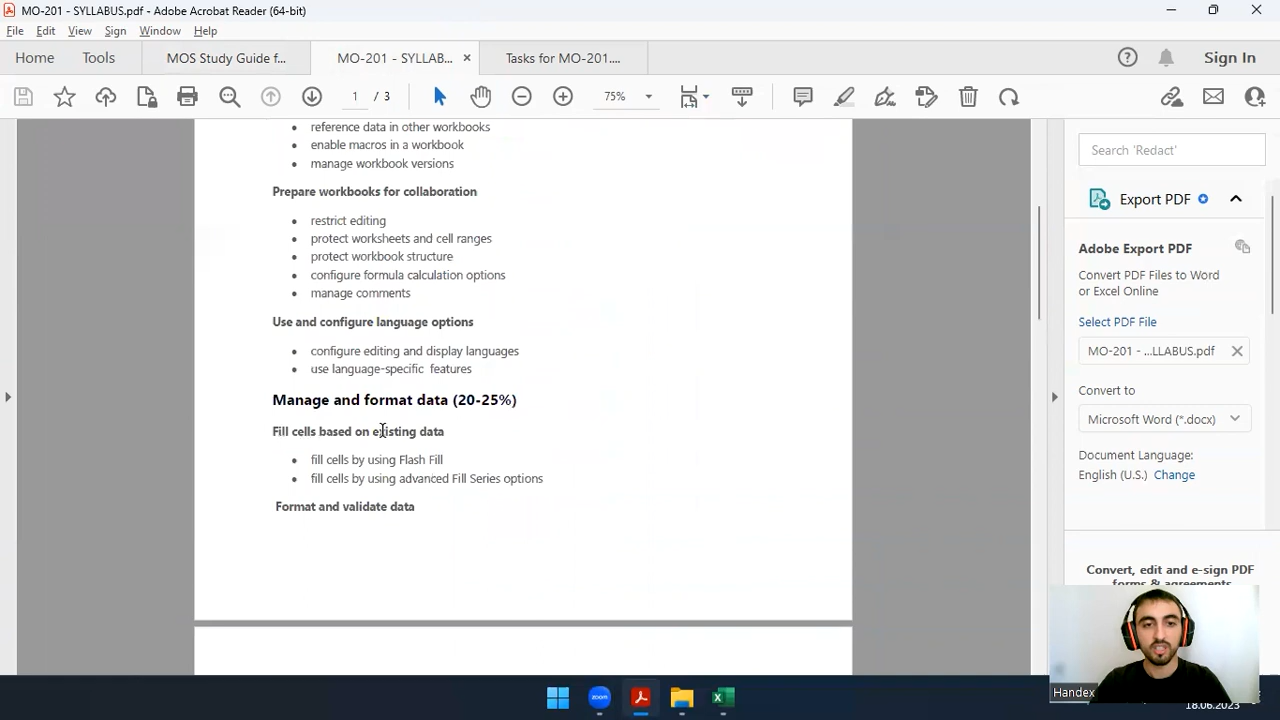 MO-201 - SYLLABUS.pdf - Adobe Acrobat Reader (64-bit)
File Edit View Sign Window Help
Home Tools MOS Study Guide f... MO-201 - SYLLAB... Tasks for MO-201.... Sign In
1 / 3 75%
reference data in other workbooks
enable macros in a workbook
manage workbook versions
Prepare workbooks for collaboration
restrict editing
protect worksheets and cell ranges
protect workbook structure
configure formula calculation options
manage comments
Use and configure language options
configure editing and display languages
use language-specific features
Manage and format data (20-25%)
Fill cells based on existing data
fill cells by using Flash Fill
fill cells by using advanced Fill Series options
Format and validate data
Search 'Redact'
Export PDF
Adobe Export PDF
Convert PDF Files to Word
or Excel Online
Select PDF File
MO-201 - ...LLABUS.pdf
Convert to
Microsoft Word (*.docx)
Document Language:
English (U.S.) Change
Convert, edit and e-sign PDF
forms & agreements
Handex
zoom
18.06.2023